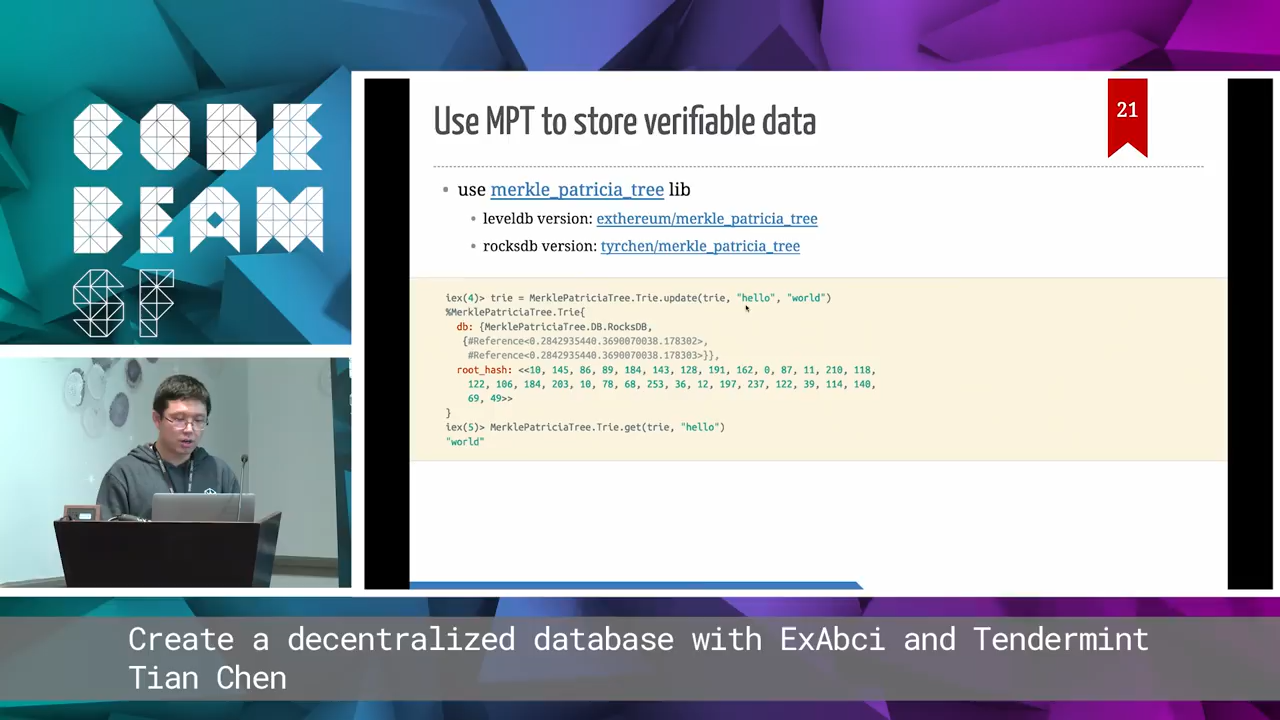 CODE
BEAM
SF
Use MPT to store verifiable data
21
• use merkle_patricia_tree lib
• leveldb version: exthereum/merkle_patricia_tree
• rocksdb version: tyrchen/merkle_patricia_tree
iex(4)> trie = MerklePatriciaTree.Trie.update(trie, "hello", "world")
%MerklePatriciaTree.Trie{
db: {MerklePatriciaTree.DB.RocksDB,
{#Reference<0.2842935440.3690070038.178302>,
#Reference<0.2842935440.3690070038.178303>}},
root_hash: <<10, 145, 86, 89, 184, 143, 128, 191, 162, 0, 87, 11, 210, 118,
122, 106, 184, 203, 10, 78, 68, 253, 36, 12, 197, 237, 122, 39, 114, 140,
69, 49>>
}
iex(5)> MerklePatriciaTree.Trie.get(trie, "hello")
"world"
Create a decentralized database with ExAbci and Tendermint
Tian Chen